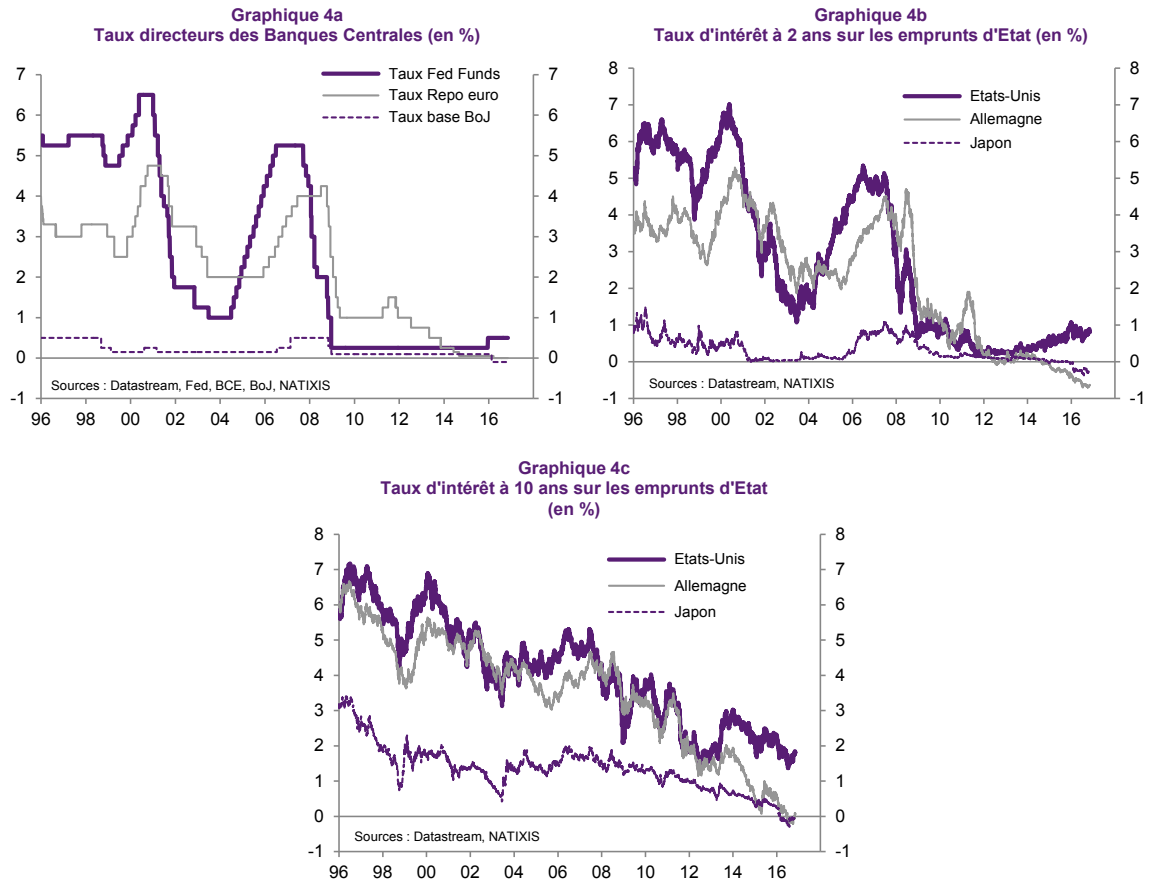 Graphique 4a
Taux directeurs des Banques Centrales (en %)
7
6
5
4
3
2
1
0
-1
7
6
5
4
3
2
1
0
-1
Taux Fed Funds
Taux Repo euro
Taux base BoJ
Sources : Datastream, Fed, BCE, BoJ, NATIXIS
96 98 00 02 04 06 08 10 12 14 16
Graphique 4b
Taux d'intérêt à 2 ans sur les emprunts d'Etat (en %)
8
7
6
5
4
3
2
1
0
-1
8
7
6
5
4
3
2
1
0
-1
Etats-Unis
Allemagne
Japon
Sources : Datastream, NATIXIS
96 98 00 02 04 06 08 10 12 14 16
Graphique 4c
Taux d'intérêt à 10 ans sur les emprunts d'Etat
(en %)
8
7
6
5
4
3
2
1
0
-1
8
7
6
5
4
3
2
1
0
-1
Etats-Unis
Allemagne
Japon
Sources : Datastream, NATIXIS
96 98 00 02 04 06 08 10 12 14 16